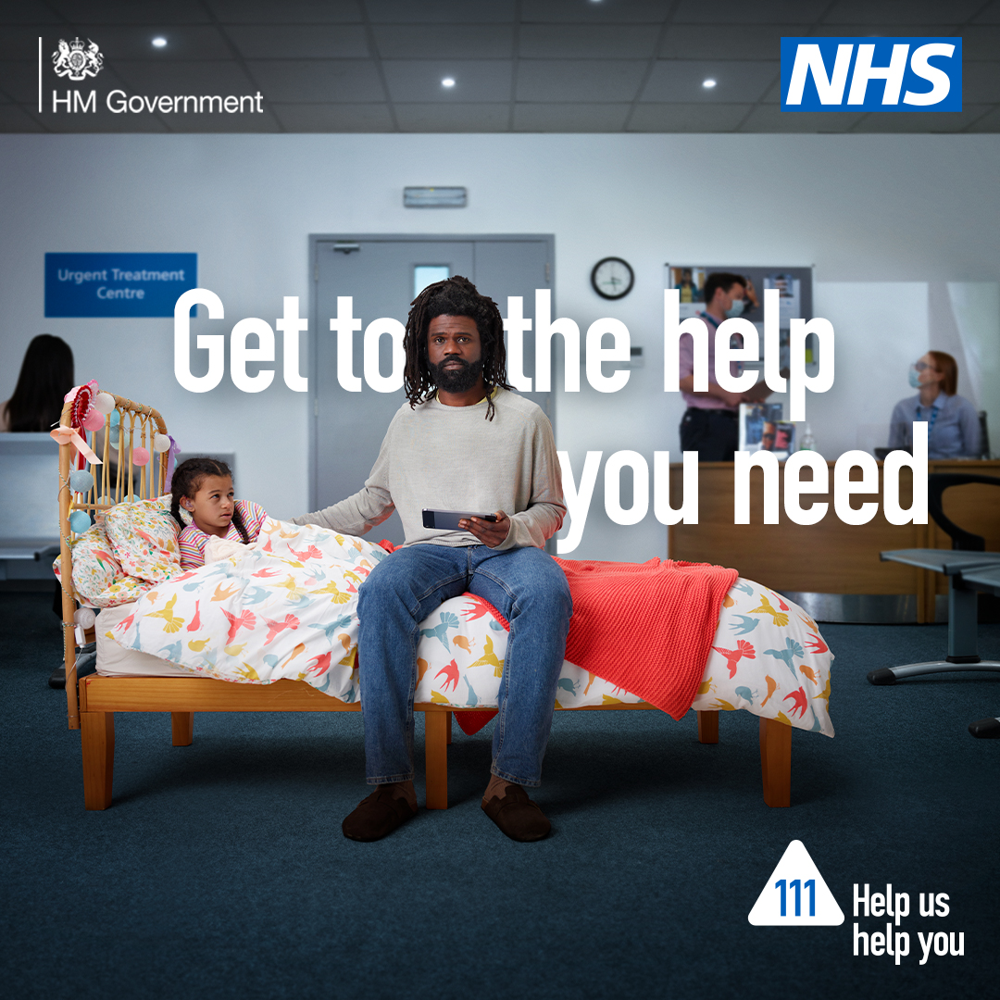 HM Government
NHS
Urgent Treatment
Centre
Get to the help
you need
111
Help us
help you